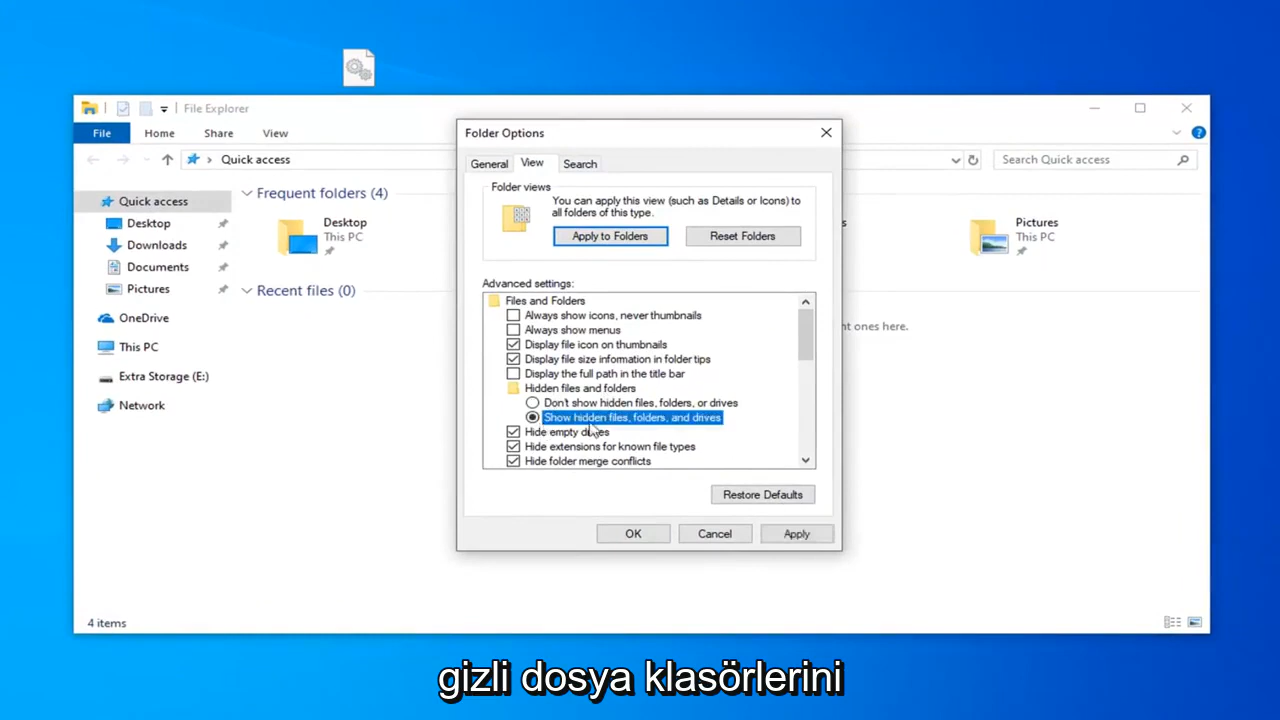 File Explorer
File Home Share View
Quick access
Search Quick access
Folder Options
General View Search
Folder views
You can apply this view (such as Details or Icons) to
all folders of this type.
Apply to Folders Reset Folders
Advanced settings:
Files and Folders
Always show icons, never thumbnails
Always show menus
Display file icon on thumbnails
Display file size information in folder tips
Display the full path in the title bar
Hidden files and folders
Don't show hidden files, folders, or drives
Show hidden files, folders, and drives
Hide empty drives
Hide extensions for known file types
Hide folder merge conflicts
Restore Defaults
OK Cancel Apply
Quick access
Desktop
Downloads
Documents
Pictures
OneDrive
This PC
Extra Storage (E:)
Network
Frequent folders (4)
Desktop
This PC
Pictures
This PC
Recent files (0)
nt ones here.
4 items
gizli dosya klasörlerini